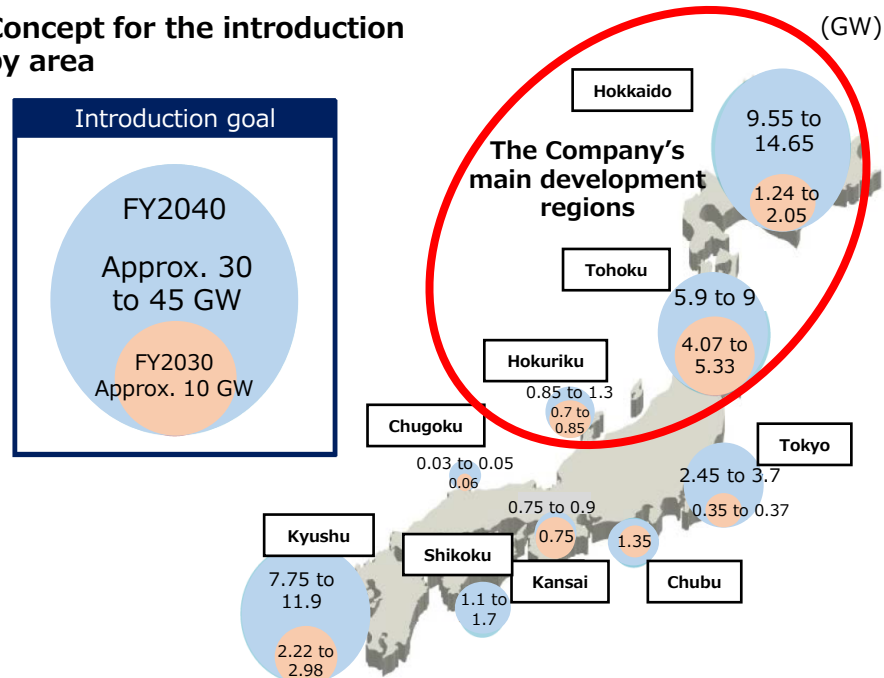 Concept for the introduction
by area
(GW)
Introduction goal
FY2040
Approx. 30
to 45 GW
FY2030
Approx. 10 GW
Hokkaido
9.55 to
14.65
1.24 to
2.05
The Company's
main development
regions
Tohoku
5.9 to 9
4.07 to
5.33
Hokuriku
0.85 to 1.3
0.7 to
0.85
Chugoku
0.03 to 0.05
0.06
Tokyo
2.45 to 3.7
0.35 to 0.37
0.75 to 0.9
0.75
Kansai
1.35
Chubu
Kyushu
7.75 to
11.9
2.22 to
2.98
Shikoku
1.1 to
1.7